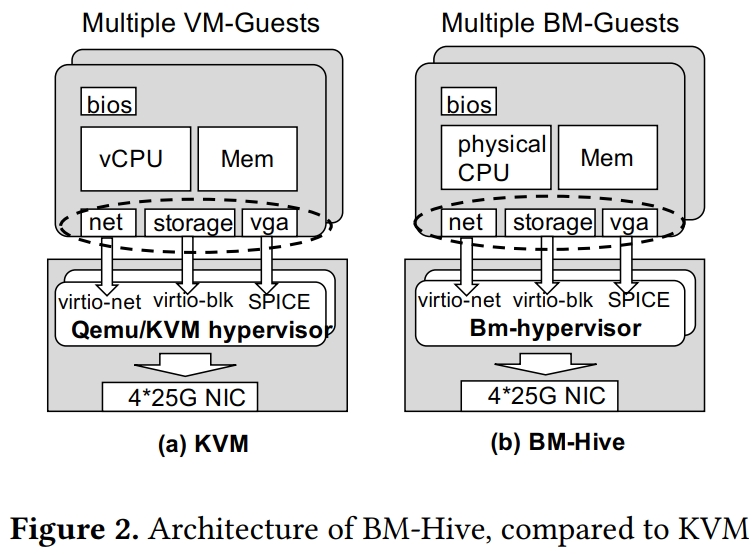 Multiple VM-Guests
bios
vCPU
Mem
net
storage
vga
virtio-net
virtio-blk
SPICE
Qemu/KVM hypervisor
4*25G NIC
(a) KVM
Multiple BM-Guests
bios
physical
CPU
Mem
net
storage
vga
virtio-net
virtio-blk
SPICE
Bm-hypervisor
4*25G NIC
(b) BM-Hive
Figure 2. Architecture of BM-Hive, compared to KVM